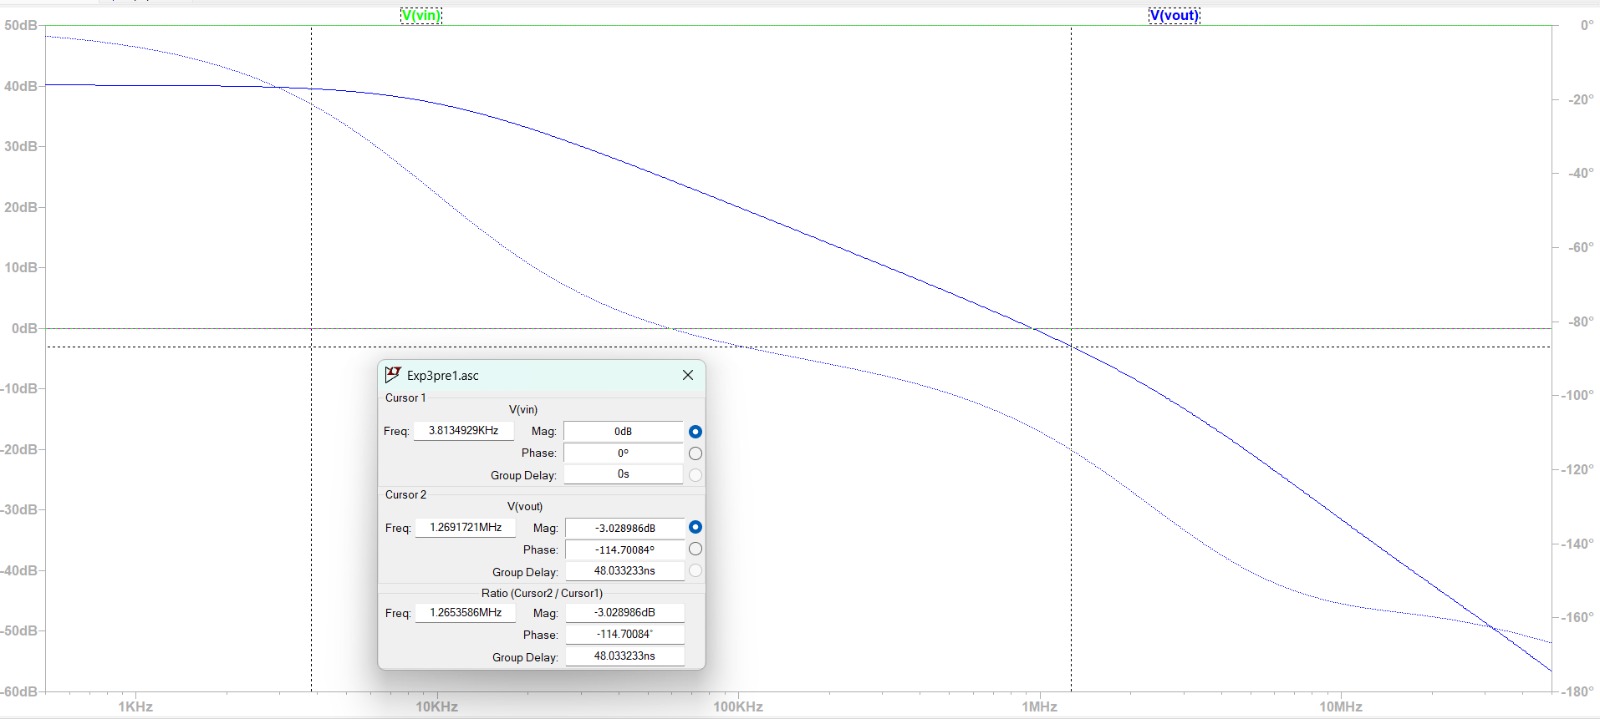 V(vin) V(vout)
50dB 0°
40dB
-20°
30dB
-40°
20dB
-60°
10dB
0dB -80°
-10dB
-100°
-20dB
-120°
-30dB
-140°
-40dB
-50dB -160°
-60dB -180°
1KHz 10KHz 100KHz 1MHz 10MHz
Exp3pre1.asc
Cursor 1
V(vin)
Freq: 3.8134929KHz Mag: 0dB
Phase: 0°
Group Delay: 0s
Cursor 2
V(vout)
Freq: 1.2691721MHz Mag: -3.028986dB
Phase: -114.70084°
Group Delay: 48.033233ns
Ratio (Cursor2 / Cursor1)
Freq: 1.2653586MHz Mag: -3.028986dB
Phase: -114.70084°
Group Delay: 48.033233ns